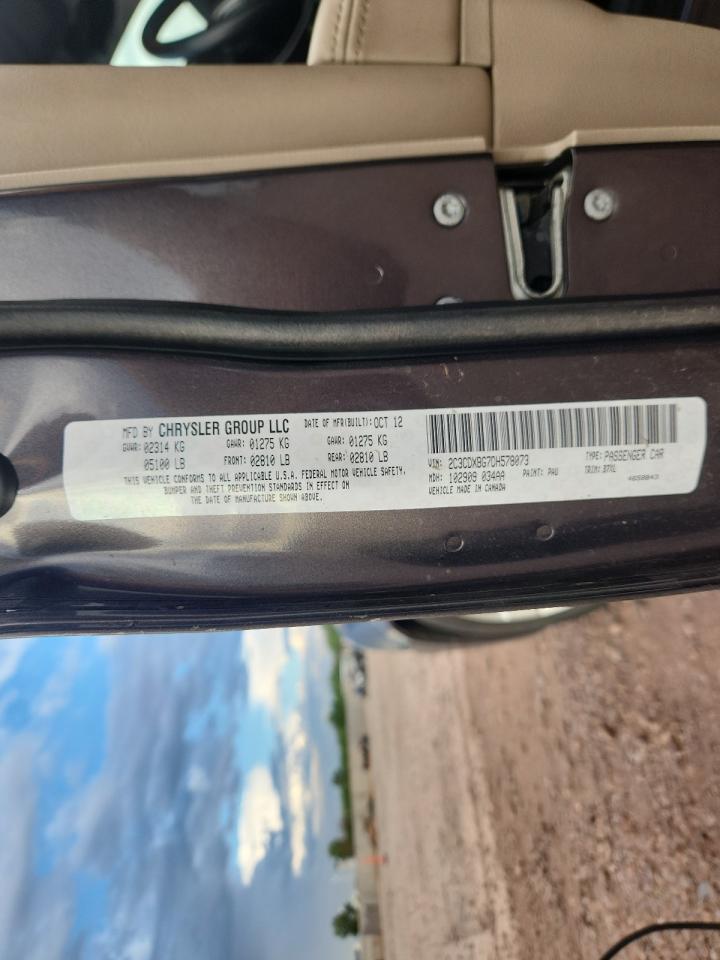 MFD BY CHRYSLER GROUP LLC DATE OF MFR(BUILT): OCT 12
GVWR: 02314 KG GAWR: 01275 KG GAWR: 01275 KG
05100 LB FRONT: 02810 LB REAR: 02810 LB
THIS VEHICLE CONFORMS TO ALL APPLICABLE U.S.A. FEDERAL MOTOR VEHICLE SAFETY,
BUMPER AND THEFT PREVENTION STANDARDS IN EFFECT ON
THE DATE OF MANUFACTURE SHOWN ABOVE.
VIN: 2C3CDXBG7DH578073 TYPE: PASSENGER CAR
MDH: 102909 034AA PAINT: PAU TRIM: B7XL
VEHICLE MADE IN CANADA 4650843